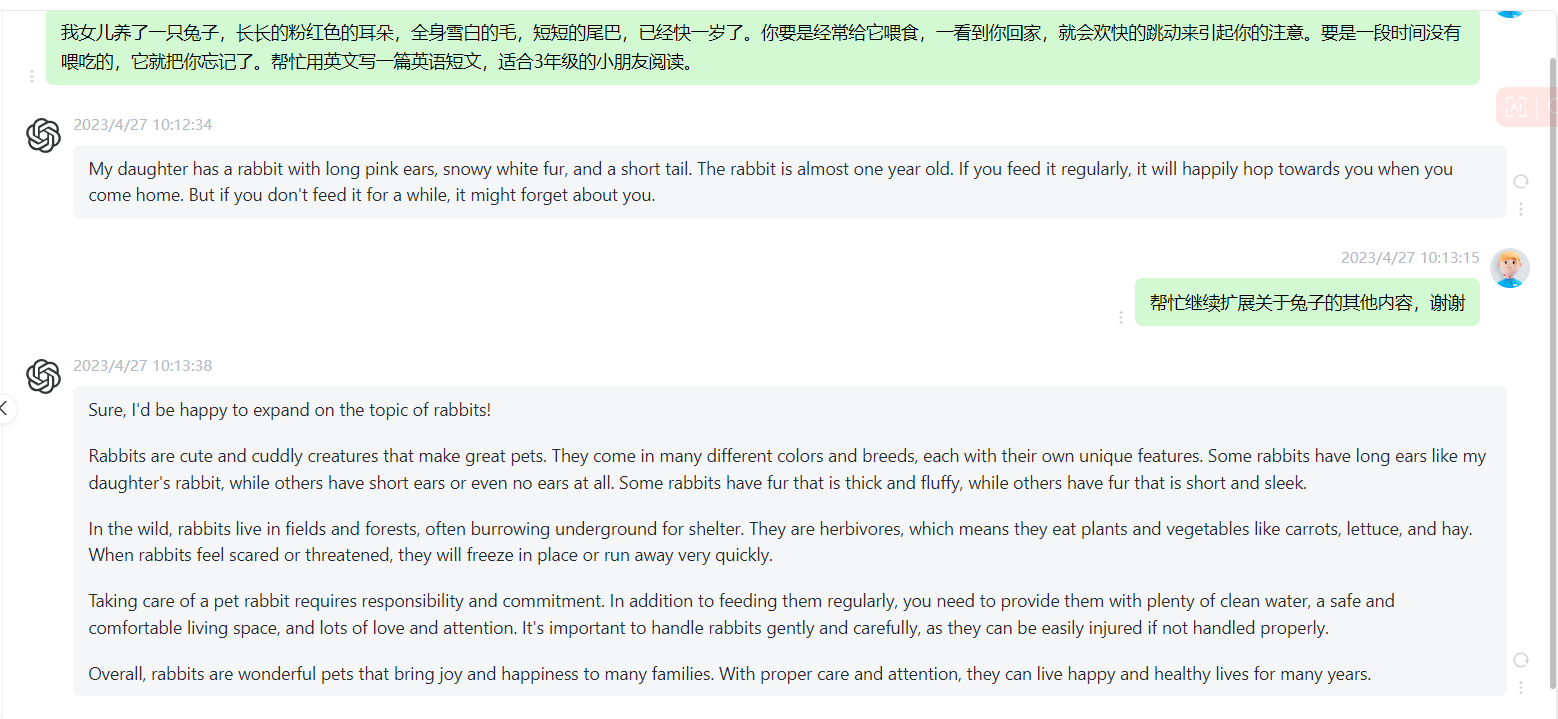 我女儿养了一只兔子，长长的粉红色的耳朵，全身雪白的毛，短短的尾巴，已经快一岁了。你要是经常给它喂食，一看到你回家，就会欢快的跳动来引起你的注意。要是一段时间没有
喂吃的，它就把你忘记了。帮忙用英文写一篇英语短文，适合3年级的小朋友阅读。
AI
2023/4/27 10:12:34
My daughter has a rabbit with long pink ears, snowy white fur, and a short tail. The rabbit is almost one year old. If you feed it regularly, it will happily hop towards you when you
come home. But if you don't feed it for a while, it might forget about you.
2023/4/27 10:13:15
帮忙继续扩展关于兔子的其他内容，谢谢
2023/4/27 10:13:38
Sure, I'd be happy to expand on the topic of rabbits!
Rabbits are cute and cuddly creatures that make great pets. They come in many different colors and breeds, each with their own unique features. Some rabbits have long ears like my
daughter's rabbit, while others have short ears or even no ears at all. Some rabbits have fur that is thick and fluffy, while others have fur that is short and sleek.
In the wild, rabbits live in fields and forests, often burrowing underground for shelter. They are herbivores, which means they eat plants and vegetables like carrots, lettuce, and hay.
When rabbits feel scared or threatened, they will freeze in place or run away very quickly.
Taking care of a pet rabbit requires responsibility and commitment. In addition to feeding them regularly, you need to provide them with plenty of clean water, a safe and
comfortable living space, and lots of love and attention. It's important to handle rabbits gently and carefully, as they can be easily injured if not handled properly.
Overall, rabbits are wonderful pets that bring joy and happiness to many families. With proper care and attention, they can live happy and healthy lives for many years.